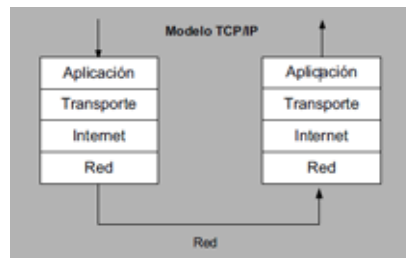 Modelo TCP/IP
Aplicación
Transporte
Internet
Red
Aplicación
Transporte
Internet
Red
Red